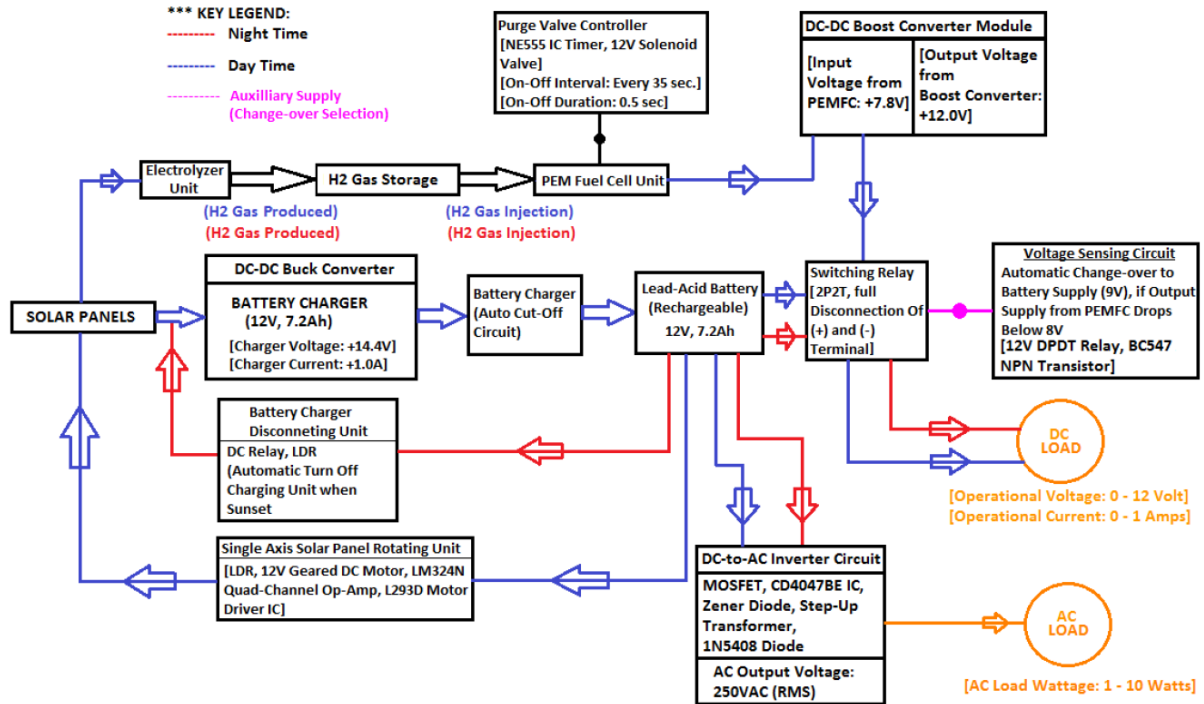 *** KEY LEGEND:
Night Time
Day Time
Auxilliary Supply
(Change-over Selection)
Purge Valve Controller
[NE555 IC Timer, 12V Solenoid
Valve]
[On-Off Interval: Every 35 sec.]
[On-Off Duration: 0.5 sec]
DC-DC Boost Converter Module
[Input
Voltage from
PEMFC: +7.8V]
[Output Voltage
from
Boost Converter:
+12.0V]
Electrolyzer
Unit
H2 Gas Storage
PEM Fuel Cell Unit
(H2 Gas Produced)
(H2 Gas Produced)
(H2 Gas Injection)
(H2 Gas Injection)
SOLAR PANELS
DC-DC Buck Converter
BATTERY CHARGER
(12V, 7.2Ah)
[Charger Voltage: +14.4V]
[Charger Current: +1.0A]
Battery Charger
(Auto Cut-Off
Circuit)
Lead-Acid Battery
(Rechargeable)
12V, 7.2Ah
Switching Relay
[2P2T, full
Disconnection Of
(+) and (-)
Terminal]
Voltage Sensing Circuit
Automatic Change-over to
Battery Supply (9V), if Output
Supply from PEMFC Drops
Below 8V
[12V DPDT Relay, BC547
NPN Transistor]
Battery Charger
Disconneting Unit
DC Relay, LDR
(Automatic Turn Off
Charging Unit when
Sunset
DC
LOAD
[Operational Voltage: 0 - 12 Volt]
[Operational Current: 0 - 1 Amps]
Single Axis Solar Panel Rotating Unit
[LDR, 12V Geared DC Motor, LM324N
Quad-Channel Op-Amp, L293D Motor
Driver IC]
DC-to-AC Inverter Circuit
MOSFET, CD4047BE IC,
Zener Diode, Step-Up
Transformer,
1N5408 Diode
AC Output Voltage:
250VAC (RMS)
AC
LOAD
[AC Load Wattage: 1 - 10 Watts]